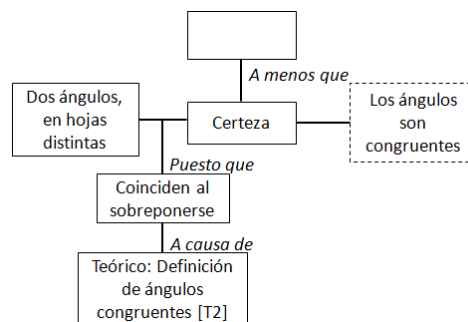 A menos que
Dos ángulos,
en hojas
distintas
Certeza
Los ángulos
son
congruentes
Puesto que
Coinciden al
sobreponerse
A causa de
Teórico: Definición
de ángulos
congruentes [T2]